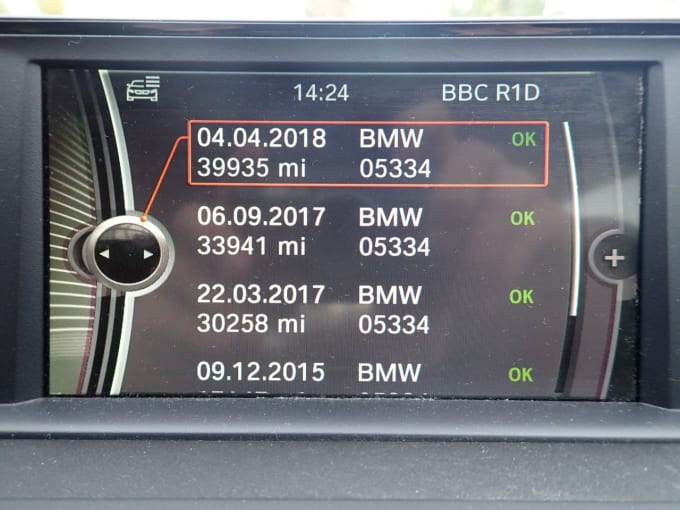 14:24 BBC R1D
04.04.2018 BMW OK
39935 mi 05334
06.09.2017 BMW OK
33941 mi 05334
22.03.2017 BMW OK
30258 mi 05334
09.12.2015 BMW OK